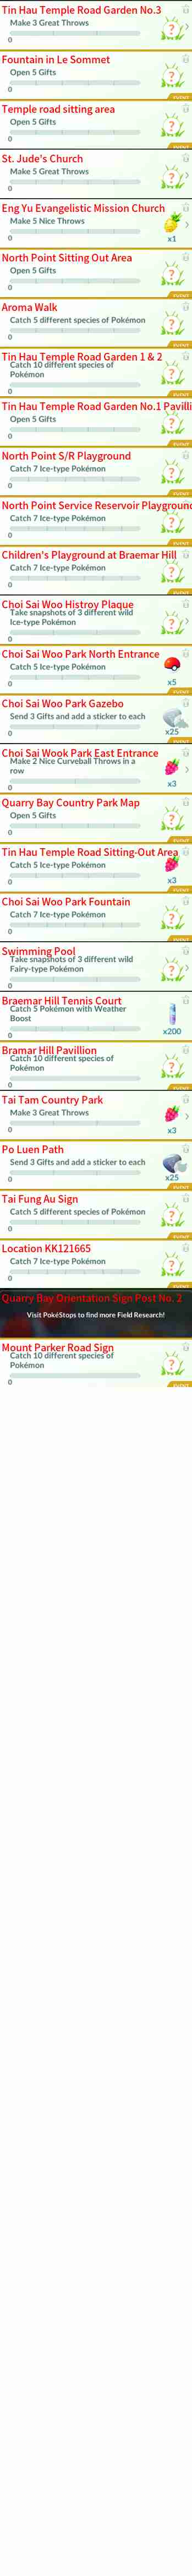 Tin Hau Temple Road Garden No.3
Make 3 Great Throws
0
Fountain in Le Sommet
Open 5 Gifts
0
EVENT
Temple road sitting area
Open 5 Gifts
0
EVENT
St. Jude's Church
Make 5 Great Throws
0
Eng Yu Evangelistic Mission Church
Make 5 Nice Throws
0
x1
North Point Sitting Out Area
Open 5 Gifts
0
EVENT
Aroma Walk
Catch 5 different species of Pokémon
0
EVENT
Tin Hau Temple Road Garden 1 & 2
Catch 10 different species of
Pokémon
0
EVENT
Tin Hau Temple Road Garden No.1 Pavilli
Open 5 Gifts
0
EVENT
North Point S/R Playground
Catch 7 Ice-type Pokémon
0
EVENT
North Point Service Reservoir Playground
Catch 7 Ice-type Pokémon
0
EVENT
Children's Playground at Braemar Hill
Catch 7 Ice-type Pokémon
0
EVENT
Choi Sai Woo Histroy Plaque
Take snapshots of 3 different wild
Ice-type Pokémon
0
Choi Sai Woo Park North Entrance
Catch 5 Ice-type Pokémon
0
x5
EVENT
Choi Sai Woo Park Gazebo
Send 3 Gifts and add a sticker to each
0
x25
EVENT
Choi Sai Wook Park East Entrance
Make 2 Nice Curveball Throws in a
row
0
x3
Quarry Bay Country Park Map
Open 5 Gifts
0
EVENT
Tin Hau Temple Road Sitting-Out Area
Catch 5 Ice-type Pokémon
0
x3
EVENT
Choi Sai Woo Park Fountain
Catch 7 Ice-type Pokémon
0
EVENT
Swimming Pool
Take snapshots of 3 different wild
Fairy-type Pokémon
0
Braemar Hill Tennis Court
Catch 5 Pokémon with Weather
Boost
0
x200
Bramar Hill Pavillion
Catch 10 different species of
Pokémon
0
EVENT
Tai Tam Country Park
Make 3 Great Throws
0
x3
Po Luen Path
Send 3 Gifts and add a sticker to each
0
x25
EVENT
Tai Fung Au Sign
Catch 5 different species of Pokémon
0
EVENT
Location KK121665
Catch 7 Ice-type Pokémon
0
EVENT
Quarry Bay Orientation Sign Post No. 2
Visit PokéStops to find more Field Research!
Mount Parker Road Sign
Catch 10 different species of
Pokémon
0
EVENT